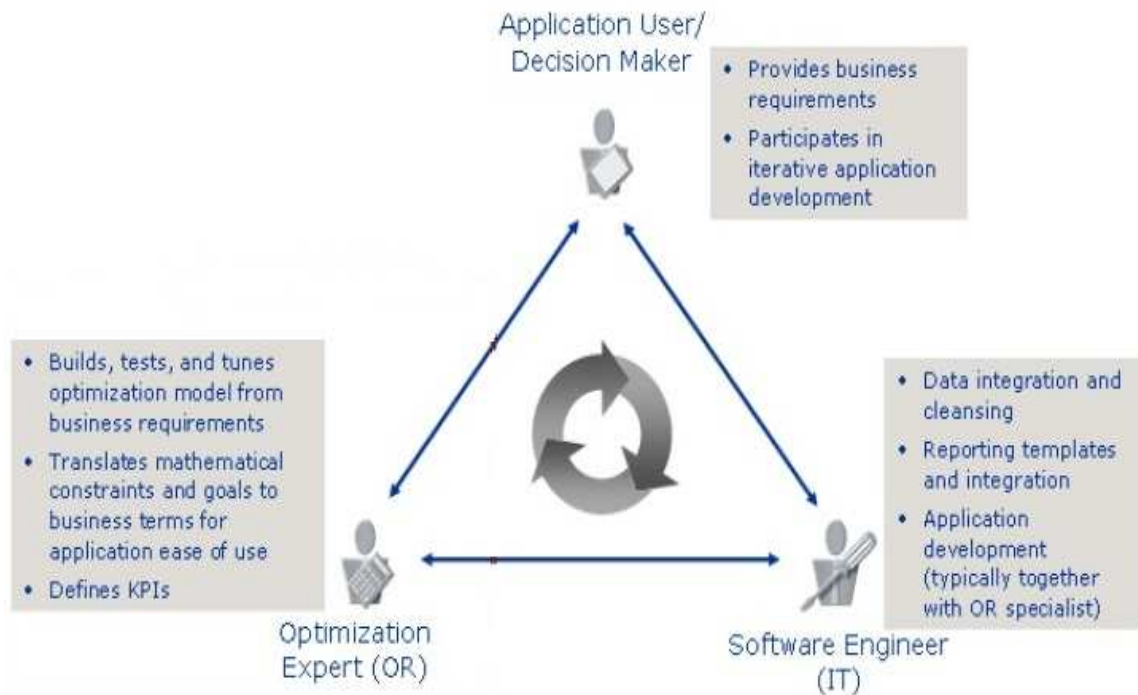 Application User/
Decision Maker
• Provides business
requirements
• Participates in
iterative application
development
• Builds, tests, and tunes
optimization model from
business requirements
• Translates mathematical
constraints and goals to
business terms for
application ease of use
• Defines KPIs
• Data integration and
cleansing
• Reporting templates
and integration
• Application
development
(typically together
with OR specialist)
Optimization
Expert (OR)
Software Engineer
(IT)